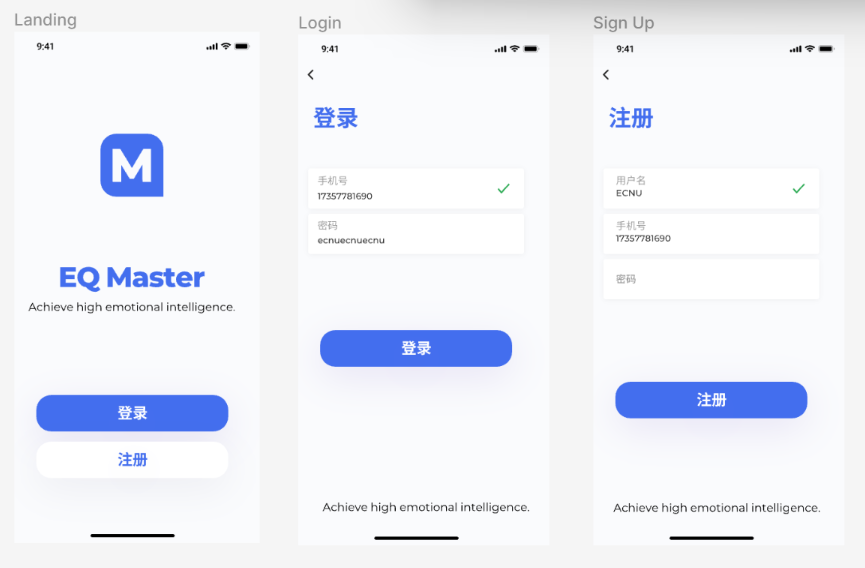 Landing
9:41
M
EQ Master
Achieve high emotional intelligence.
登录
注册
Login
9:41
登录
手机号
17357781690
密码
ecnuecnuecnu
登录
Achieve high emotional intelligence.
Sign Up
9:41
注册
用户名
ECNU
手机号
17357781690
密码
注册
Achieve high emotional intelligence.